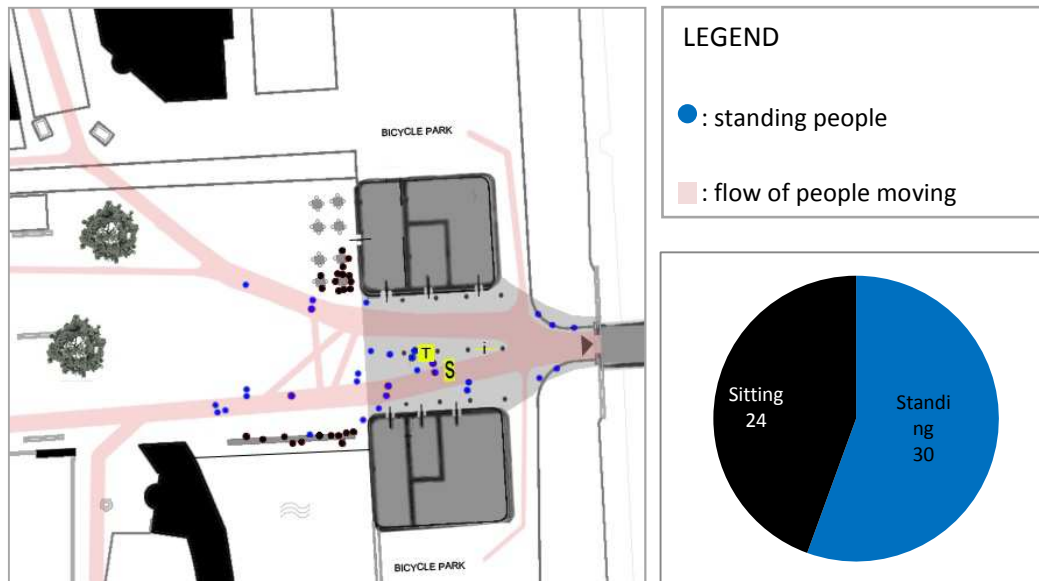 LEGEND
: standing people
: flow of people moving
BICYCLE PARK
T
i
S
BICYCLE PARK
Sitting
24
Standi
ng
30